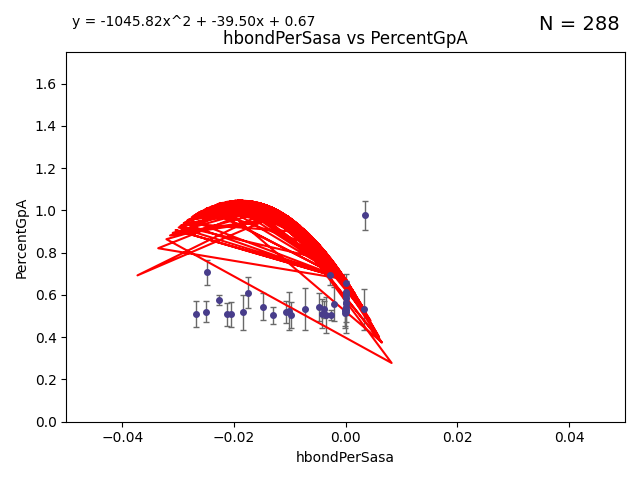 y = -1045.82x^2 + -39.50x + 0.67
N = 288
hbondPerSasa vs PercentGpA
1.6
1.4
1.2
1.0
0.8
0.6
0.4
0.2
0.0
PercentGpA
−0.04
−0.02
0.00
0.02
0.04
hbondPerSasa